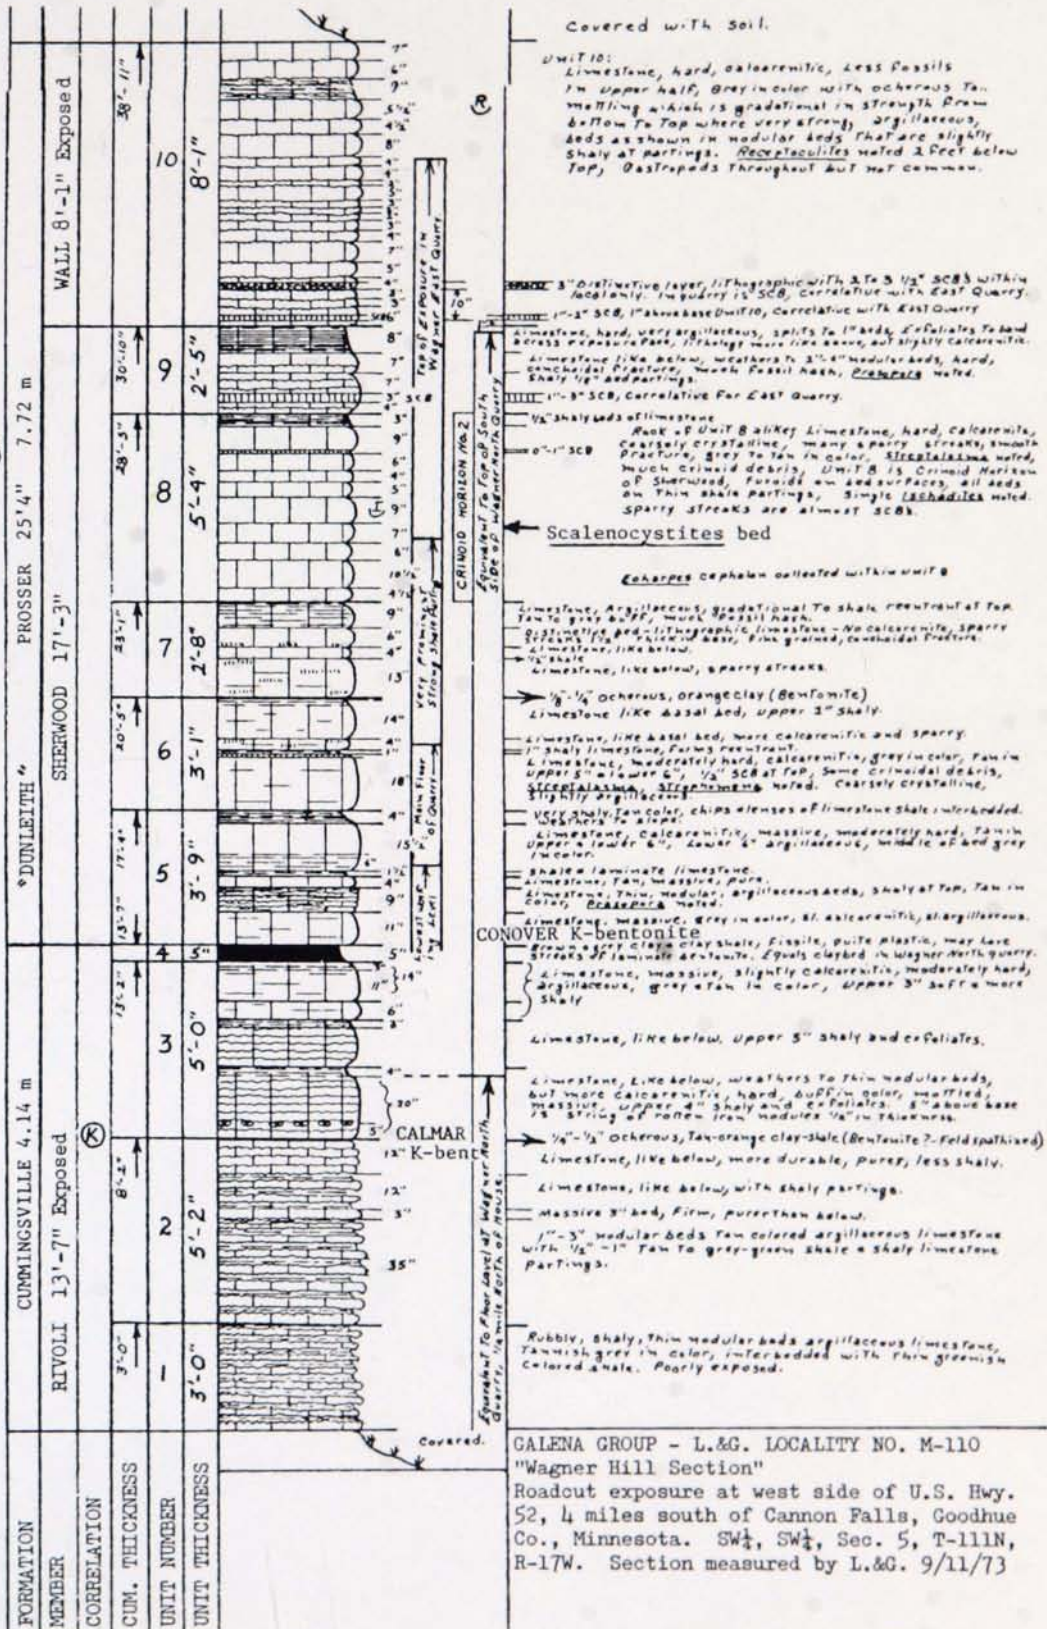 Covered with soil.
Unit 10:
Limestone, hard, calcarenitic, Less fossils
in upper half, Grey in color with ocherous Tan
mottling which is gradational in strength from
bottom to Top where very strong, argillaceous,
beds as shown in nodular beds That are slightly
Shaly at partings. Receptaculites noted 2 feet below
Top, Gastropods Throughout but not common.
3" Distinctive layer, lithographic with 2 To 3 1/2" SCB's within
local only. In quarry is SCB, Correlative with East Quarry.
1"-2" SCB, 1" above base Unit 10, Correlative with East Quarry
Limestone, hard, very argillaceous, splits To 1" beds, Exfoliates To band
across exposure face, lithology more like above, but slightly calcarenitic.
Limestone like below, weathers to 2"-4" nodular beds, hard,
conchoidal fracture, much fossil hash, Prasopora noted.
Shaly 1/8" bed partings.
1"-3" SCB, Correlative For East Quarry.
1/2" shaly beds of limestone
Rock of Unit 8 alike; Limestone, hard, calcarenitic,
Coarsely crystalline, many sparry streaks, smooth
fracture, grey to tan in color, Streptelasma noted,
much crinoid debris, Unit 8 is Crinoid Horizon
of Sherwood, Fucoids on bed surfaces, all beds
on Thin shale partings, Single Ischadites noted.
Sparry streaks are almost SCB's.
0"-1" SCB
Scalenocystites bed
Eoharpes cephalon collected within Unit 8
Limestone, Argillaceous, gradational To shale reentrant at Top
Tan to grey buff, much fossil hash.
Distinctive bed - lithographic limestone - No calcarenite, sparry
streaks 1 1/2" from base, fine grained, conchoidal fracture.
Limestone, like below.
1/2" shale
Limestone, like below, sparry streaks.
1/8"-1/4" Ocherous, orange clay (Bentonite)
Limestone like basal bed, upper 2" shaly.
Limestone, like basal bed, more calcarenitic and sparry.
1" shaly limestone, forms reentrant.
Limestone, moderately hard, calcarenitic, grey in color, Tan in
upper 5" & lower 6", 1/2" SCB at Top, Some crinoidal debris,
Streptelasma, Strophomena noted. Coarsely crystalline,
Slightly argillaceous.
Very shaly, Tan color, chips & lenses of limestone shale interbedded.
Weathers to slope.
Limestone, calcarenitic, massive, moderately hard, Tan in
upper & lower 6", Lower 6" argillaceous, middle of bed grey
in color.
Shale & laminate limestone.
Limestone, Tan, massive, pure.
Limestone, Thin, nodular, argillaceous beds, shaly at Top, Tan in
color, Prasopora noted.
Limestone, massive, grey in color, sl. calcarenitic, sl. argillaceous.
CONOVER K-bentonite
Brown & grey clay & clay shale, fissile, quite plastic, may have
streaks of laminate bentonite. Equals claybed in Wagner North quarry.
Limestone, massive, slightly calcarenitic, moderately hard,
argillaceous, grey & Tan in color, upper 3" soft & more
shaly
Limestone, like below, upper 5" shaly and exfoliates.
Limestone, Like below, weathers to Thin nodular beds,
but more calcarenitic, hard, buff in color, mottled,
massive, upper 4" shaly and exfoliates. 5" above base
is string of rotten iron nodules 1/2" in Thickness.
CALMAR
K-bent
1/4"-1/2" Ocherous, Tan-orange clay-shale (Bentonite?-Feldspathized)
Limestone, like below, more durable, purer, less shaly.
Limestone, like below, with shaly partings.
Massive 3" bed, Firm, purer Than below.
1"-3" nodular beds Tan colored argillaceous limestone
with 1/2"-1" Tan to grey-green shale & shaly limestone
partings.
Rubbly, shaly, Thin nodular beds argillaceous limestone,
Tannish grey in color, interbedded with Thin greenish
Colored shale. Poorly exposed.
Covered.
Top of Exposure in
Wagner East Quarry
CRINOID HORIZON No. 2
Equivalent To Top of South
Side of Wagner North Quarry
Very prominent
Strong shale
Main Floor
of Quarry
Equivalent To Floor Level at Wagner North
Quarry, 1/4 mile North of House.
FORMATION
CUMMINGSVILLE 4.14 m
"DUNLEITH"
PROSSER 25'4" 7.72 m
MEMBER
RIVOLI 13'-7" Exposed
SHERWOOD 17'-3"
WALL 8'-1" Exposed
CORRELATION
K
H
R
CUM. THICKNESS
3'-0"
8'-2"
13'-2"
13'-7"
17'-4"
20'-5"
23'-1"
28'-5"
30'-10"
38'-11"
UNIT NUMBER
1
2
3
4
5
6
7
8
9
10
UNIT THICKNESS
3'-0"
5'-2"
5'-0"
5"
3'-9"
3'-1"
2'-8"
5'-4"
2'-5"
8'-1"
GALENA GROUP - L.&G. LOCALITY NO. M-110
"Wagner Hill Section"
Roadcut exposure at west side of U.S. Hwy.
52, 4 miles south of Cannon Falls, Goodhue
Co., Minnesota. SW¼, SW¼, Sec. 5, T-111N,
R-17W. Section measured by L.&G. 9/11/73